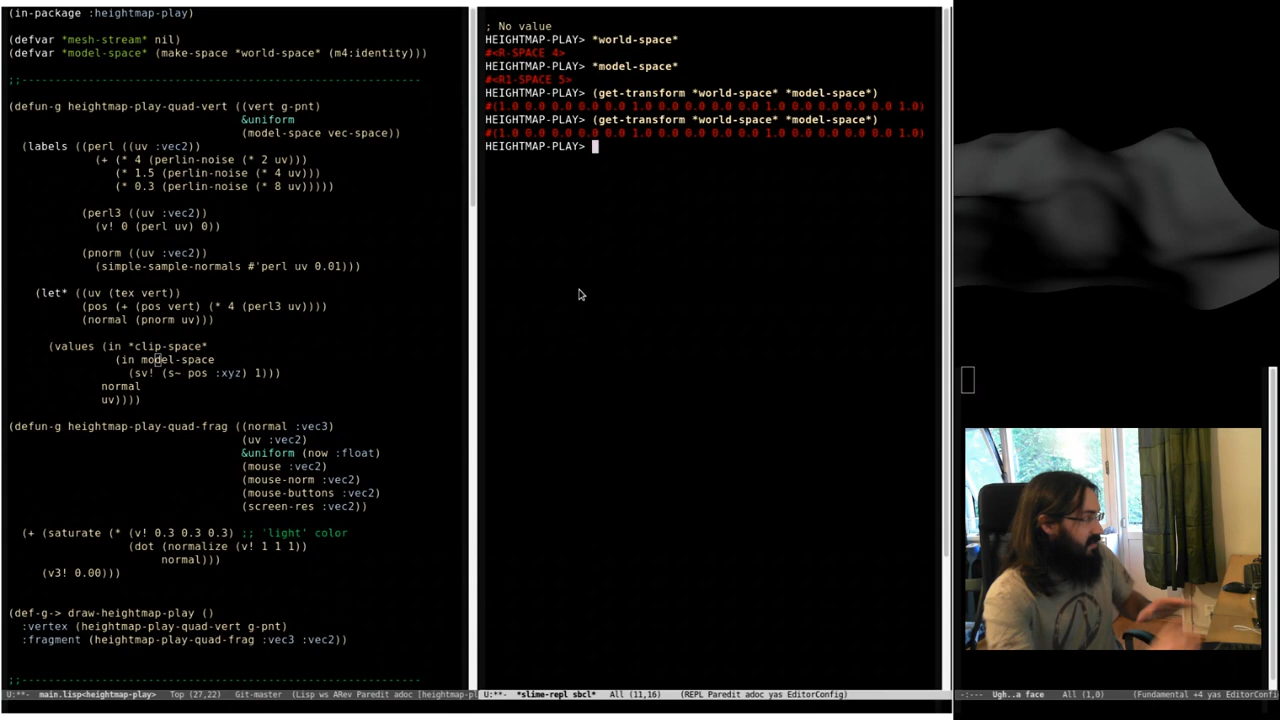 (in-package :heightmap-play)
(defvar *mesh-stream* nil)
(defvar *model-space* (make-space *world-space* (m4:identity)))
;;------------------------------------------------------------
(defun-g heightmap-play-quad-vert ((vert g-pnt)
&uniform
(model-space vec-space))
(labels ((perl ((uv :vec2))
(+ (* 4 (perlin-noise (* 2 uv)))
(* 1.5 (perlin-noise (* 4 uv)))
(* 0.3 (perlin-noise (* 8 uv)))))
(perl3 ((uv :vec2))
(v! 0 (perl uv) 0))
(pnorm ((uv :vec2))
(simple-sample-normals #'perl uv 0.01)))
(let* ((uv (tex vert))
(pos (+ (pos vert) (* 4 (perl3 uv))))
(normal (pnorm uv)))
(values (in *clip-space*
(in model-space
(sv! (s~ pos :xyz) 1)))
normal
uv))))
(defun-g heightmap-play-quad-frag ((normal :vec3)
(uv :vec2)
&uniform (now :float)
(mouse :vec2)
(mouse-norm :vec2)
(mouse-buttons :vec2)
(screen-res :vec2))
(+ (saturate (* (v! 0.3 0.3 0.3) ;; 'light' color
(dot (normalize (v! 1 1 1))
normal)))
(v3! 0.00)))
(def-g-> draw-heightmap-play ()
:vertex (heightmap-play-quad-vert g-pnt)
:fragment (heightmap-play-quad-frag :vec3 :vec2))
;;------------------------------------------------------------
U:**- main.lisp<heightmap-play> Top (27,22) Git-master (Lisp ws ARev Paredit adoc [heightmap-pl
; No value
HEIGHTMAP-PLAY> *world-space*
#<R-SPACE 4>
HEIGHTMAP-PLAY> *model-space*
#<R1-SPACE 5>
HEIGHTMAP-PLAY> (get-transform *world-space* *model-space*)
#(1.0 0.0 0.0 0.0 0.0 1.0 0.0 0.0 0.0 0.0 1.0 0.0 0.0 0.0 0.0 1.0)
HEIGHTMAP-PLAY> (get-transform *world-space* *model-space*)
#(1.0 0.0 0.0 0.0 0.0 1.0 0.0 0.0 0.0 0.0 1.0 0.0 0.0 0.0 0.0 1.0)
HEIGHTMAP-PLAY>
U:**- *slime-repl sbcl* All (11,16) (REPL Paredit adoc yas EditorConfig)
-:--- Ugh..a face All (1,0) (Fundamental +4 yas EditorConfi